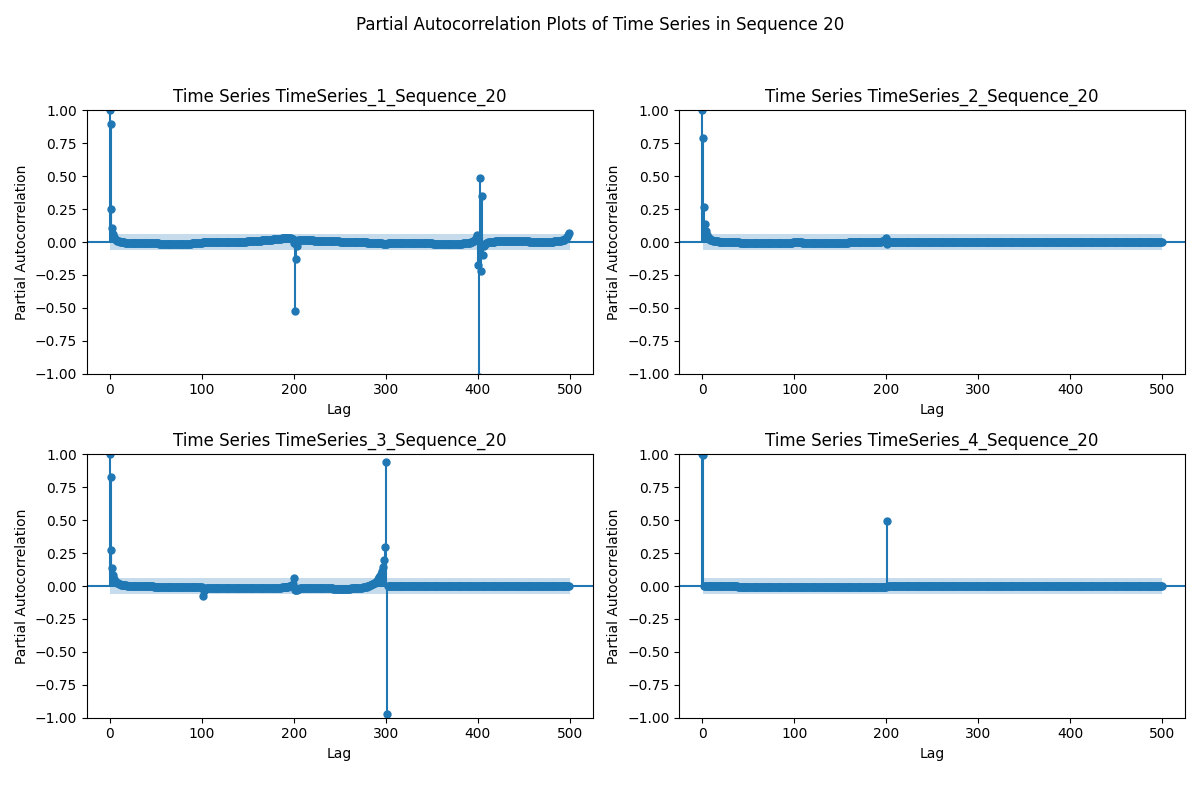 Partial Autocorrelation Plots of Time Series in Sequence 20
Time Series TimeSeries_1_Sequence_20
1.00
0.75
0.50
0.25
0.00
−0.25
−0.50
−0.75
−1.00
Partial Autocorrelation
0 100 200 300 400 500
Lag
Time Series TimeSeries_2_Sequence_20
1.00
0.75
0.50
0.25
0.00
−0.25
−0.50
−0.75
−1.00
Partial Autocorrelation
0 100 200 300 400 500
Lag
Time Series TimeSeries_3_Sequence_20
1.00
0.75
0.50
0.25
0.00
−0.25
−0.50
−0.75
−1.00
Partial Autocorrelation
0 100 200 300 400 500
Lag
Time Series TimeSeries_4_Sequence_20
1.00
0.75
0.50
0.25
0.00
−0.25
−0.50
−0.75
−1.00
Partial Autocorrelation
0 100 200 300 400 500
Lag